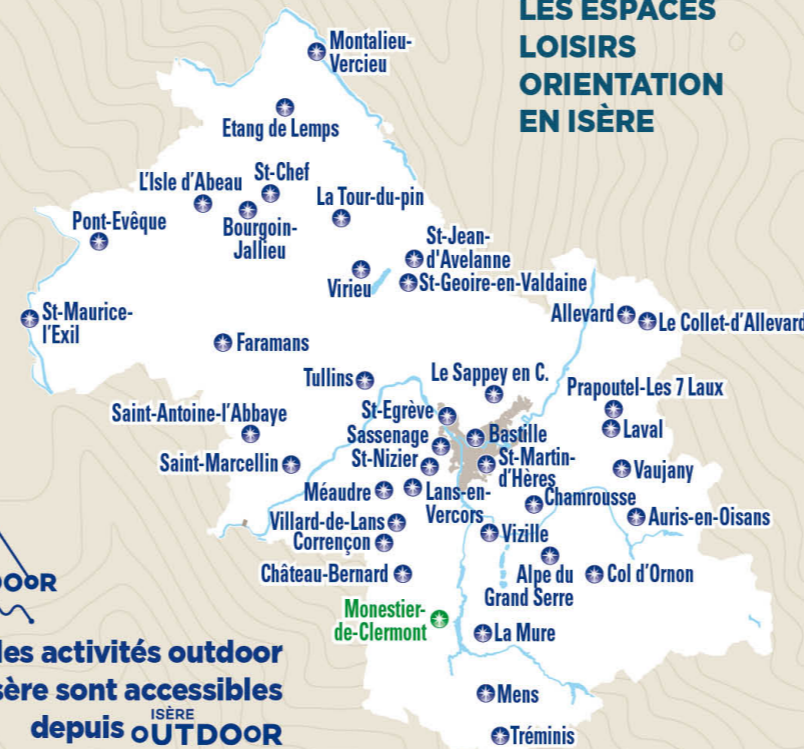 LES ESPACES
LOISIRS
ORIENTATION
EN ISÈRE
Montalieu-
Vercieu
Etang de Lemps
St-Chef
L'Isle d'Abeau
La Tour-du-pin
Bourgoin-
Jallieu
Pont-Evêque
St-Jean-
d'Avelanne
Virieu
St-Geoire-en-Valdaine
St-Maurice-
l'Exil
Allevard
Le Collet-d'Allevard
Faramans
Tullins
Le Sappey en C.
Prapoutel-Les 7 Laux
Saint-Antoine-l'Abbaye
St-Egrève
Bastille
Laval
Sassenage
Saint-Marcellin
St-Nizier
St-Martin-
d'Hères
Vaujany
Méaudre
Lans-en-
Vercors
Chamrousse
Auris-en-Oisans
Villard-de-Lans
Vizille
Corrençon
Château-Bernard
Alpe du
Grand Serre
Col d'Ornon
Monestier-
de-Clermont
La Mure
Mens
Tréminis
les activités outdoor
sère sont accessibles
depuis ISÈRE OUTDOOR